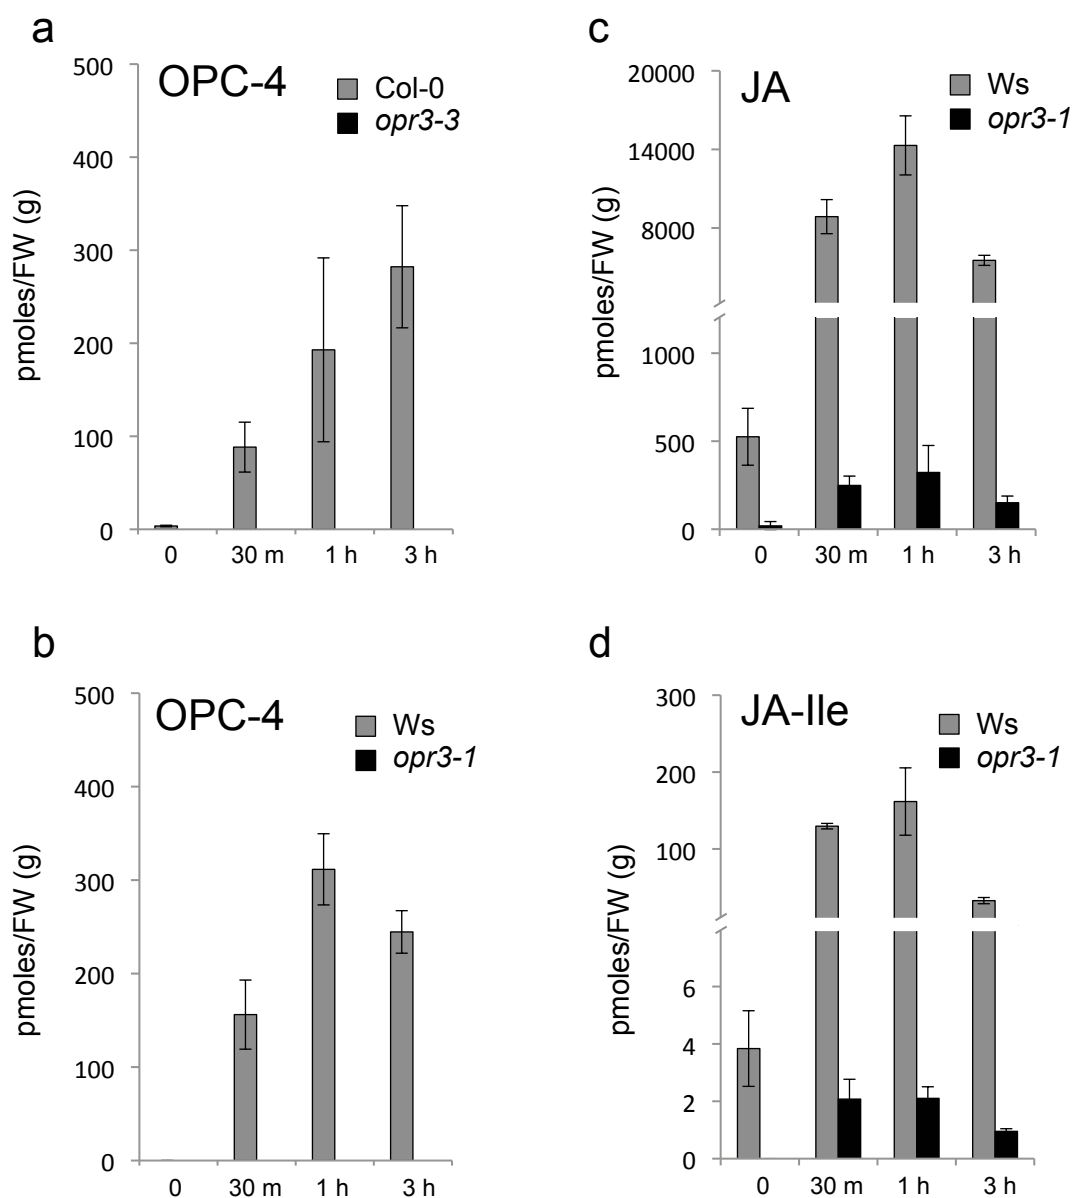 a
OPC-4
Col-0
opr3-3
pmoles/FW (g)
500
400
300
200
100
0
0 30 m 1 h 3 h
c
JA
Ws
opr3-1
pmoles/FW (g)
20000
14000
8000
1000
500
0
0 30 m 1 h 3 h
b
OPC-4
Ws
opr3-1
pmoles/FW (g)
500
400
300
200
100
0
0 30 m 1 h 3 h
d
JA-Ile
Ws
opr3-1
pmoles/FW (g)
300
200
100
6
4
2
0
0 30 m 1 h 3 h